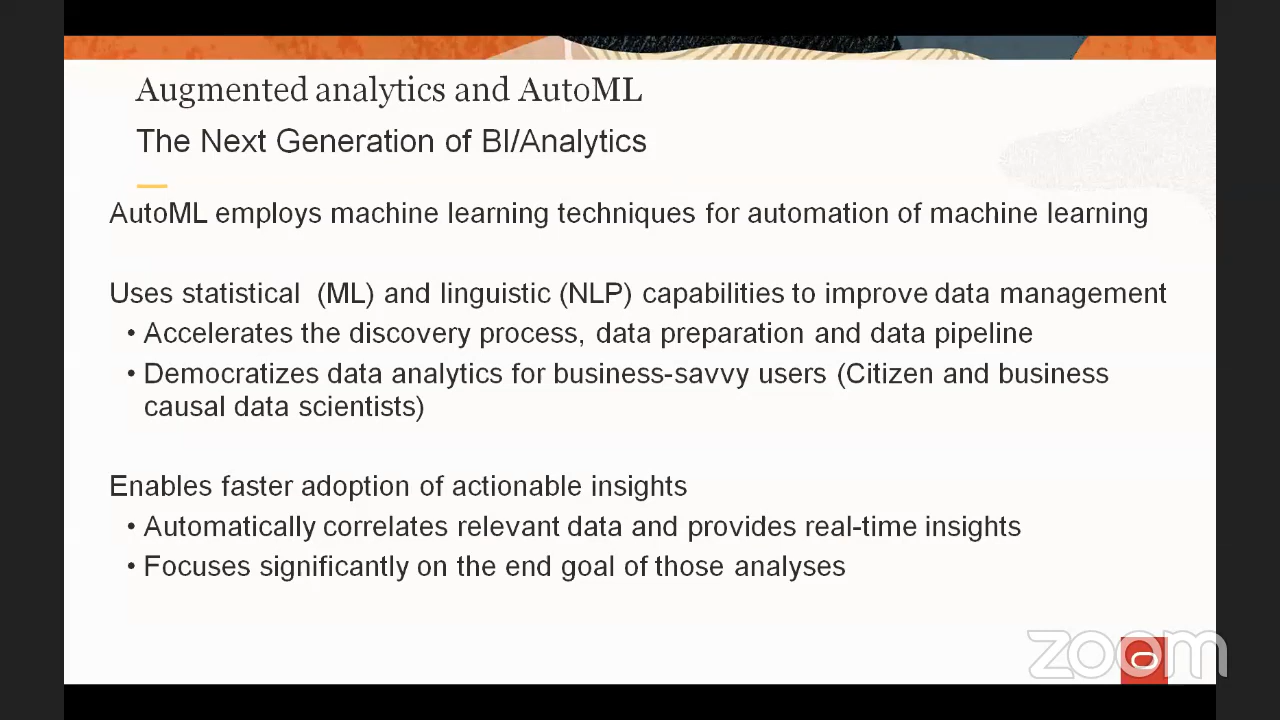 Augmented analytics and AutoML
The Next Generation of BI/Analytics
AutoML employs machine learning techniques for automation of machine learning
Uses statistical (ML) and linguistic (NLP) capabilities to improve data management
• Accelerates the discovery process, data preparation and data pipeline
• Democratizes data analytics for business-savvy users (Citizen and business
causal data scientists)
Enables faster adoption of actionable insights
• Automatically correlates relevant data and provides real-time insights
• Focuses significantly on the end goal of those analyses
zoom